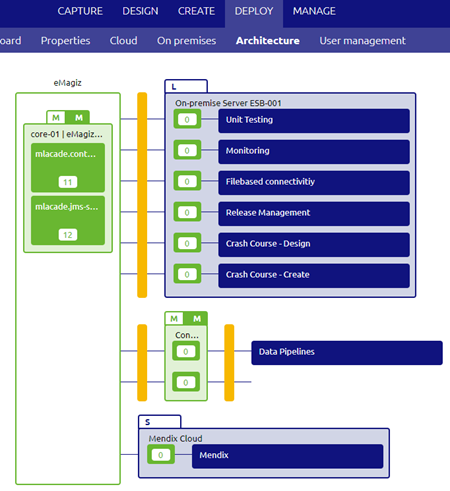 CAPTURE DESIGN CREATE DEPLOY MANAGE
oard Properties Cloud On premises Architecture User management
eMagiz
L
On-premise Server ESB-001
M M
core-01 | eMagiz...
mlacade.cont...
11
mlacade.jms-s...
12
0 Unit Testing
0 Monitoring
0 Filebased connectivitiy
0 Release Management
0 Crash Course - Design
0 Crash Course - Create
M M
Con...
0 Data Pipelines
0
S
Mendix Cloud
0 Mendix